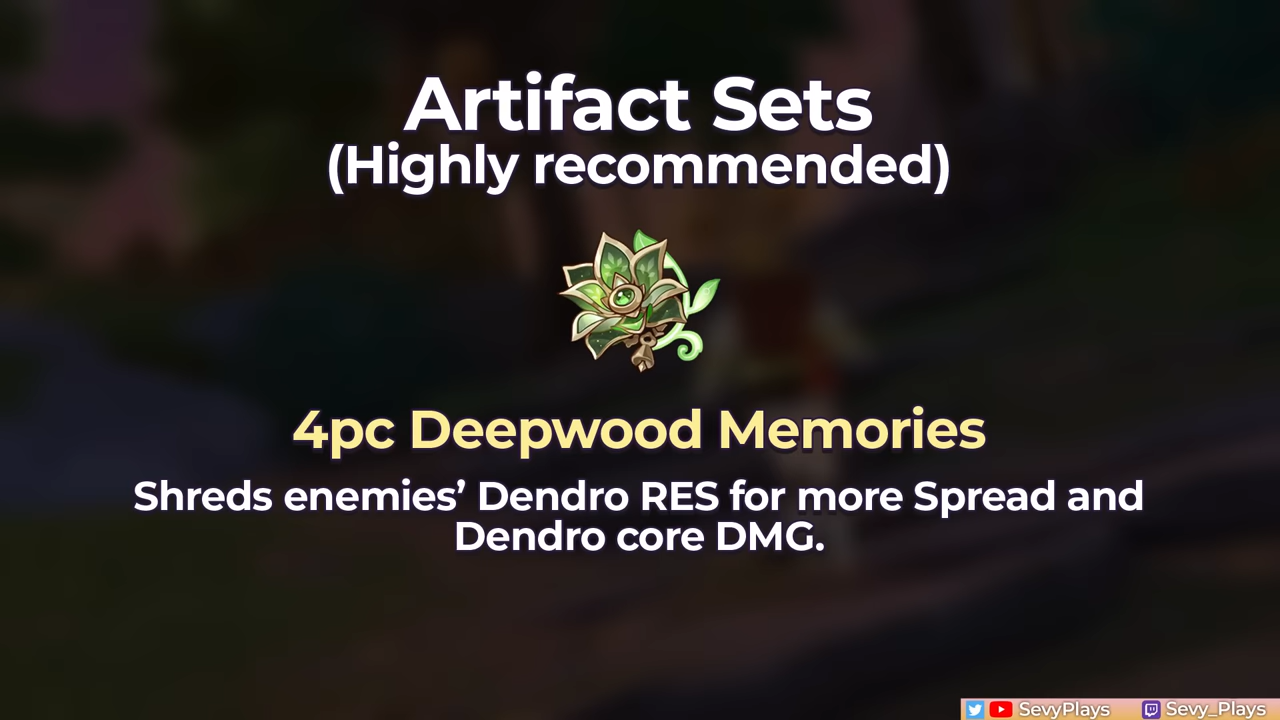 Artifact Sets
(Highly recommended)
4pc Deepwood Memories
Shreds enemies’ Dendro RES for more Spread and
Dendro core DMG.
SevyPlays Sevy_Plays